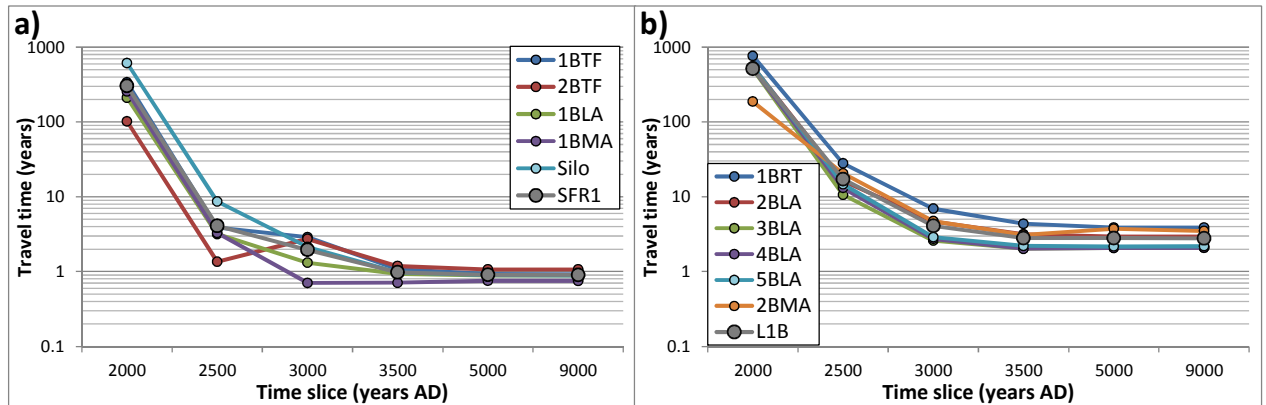 a)
1000
100
10
1
0.1
Travel time (years)
1BTF
2BTF
1BLA
1BMA
Silo
SFR1
2000 2500 3000 3500 5000 9000
Time slice (years AD)
b)
1000
100
10
1
0.1
Travel time (years)
1BRT
2BLA
3BLA
4BLA
5BLA
2BMA
L1B
2000 2500 3000 3500 5000 9000
Time slice (years AD)